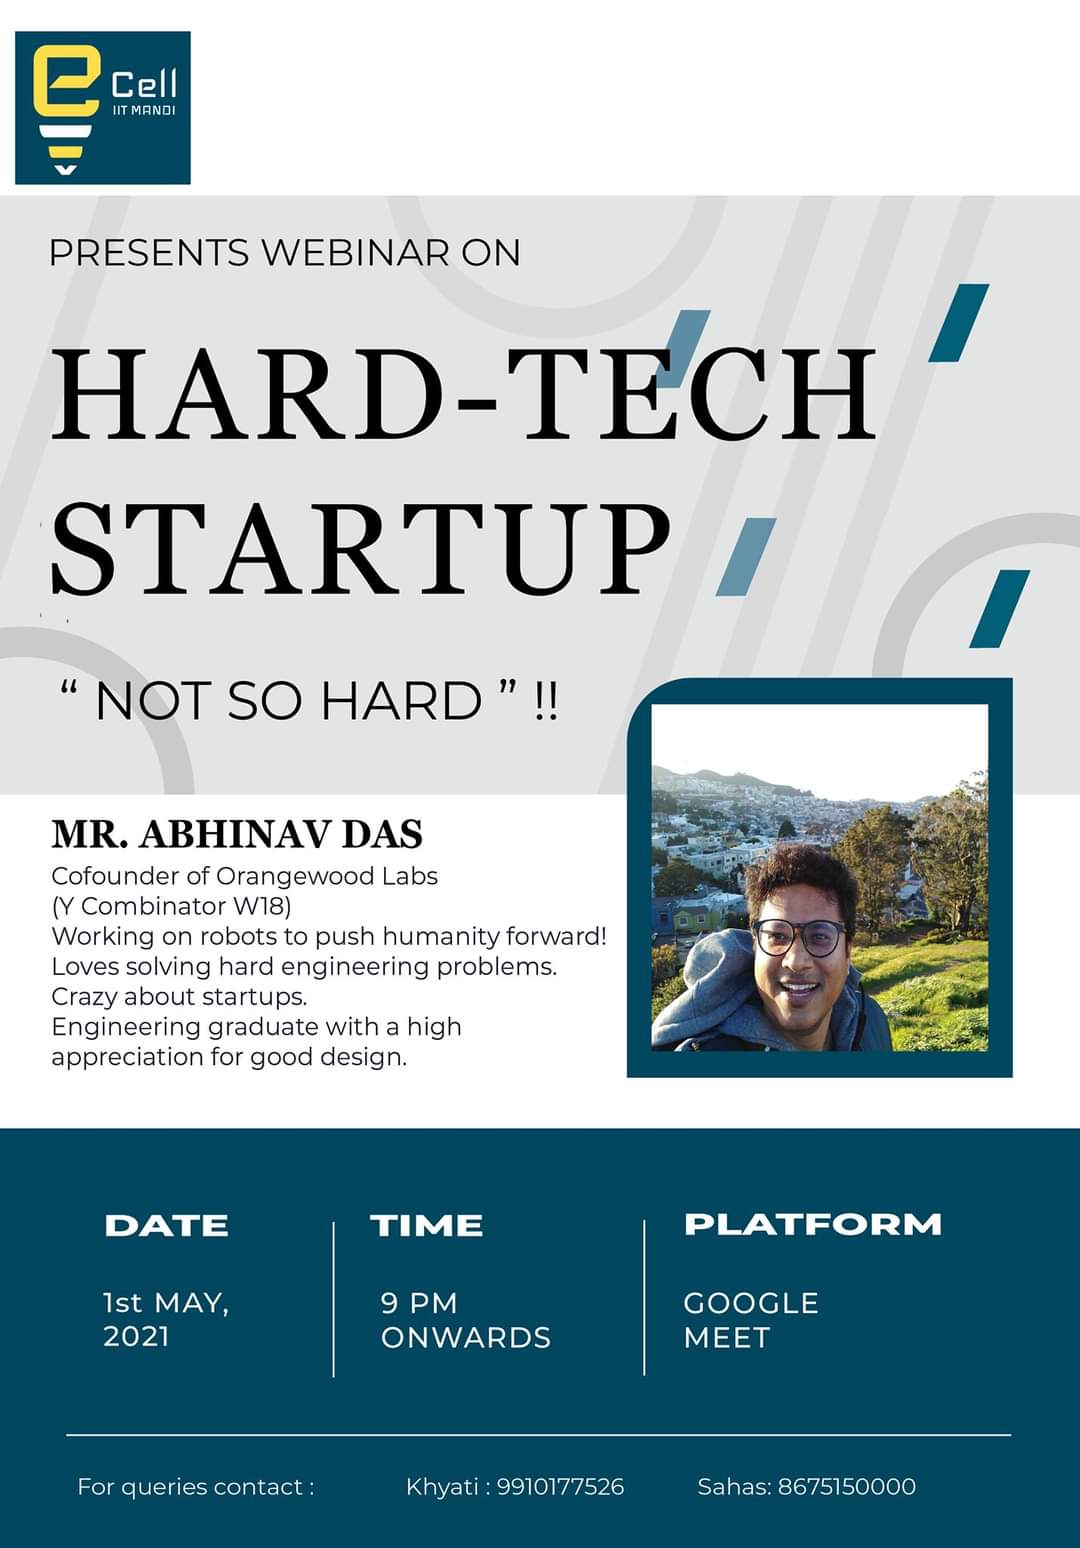 e Cell
IIT MANDI
PRESENTS WEBINAR ON
HARD-TECH
STARTUP
“ NOT SO HARD ” !!
MR. ABHINAV DAS
Cofounder of Orangewood Labs
(Y Combinator W18)
Working on robots to push humanity forward!
Loves solving hard engineering problems.
Crazy about startups.
Engineering graduate with a high
appreciation for good design.
DATE
1st MAY,
2021
TIME
9 PM
ONWARDS
PLATFORM
GOOGLE
MEET
For queries contact : Khyati : 9910177526 Sahas: 8675150000